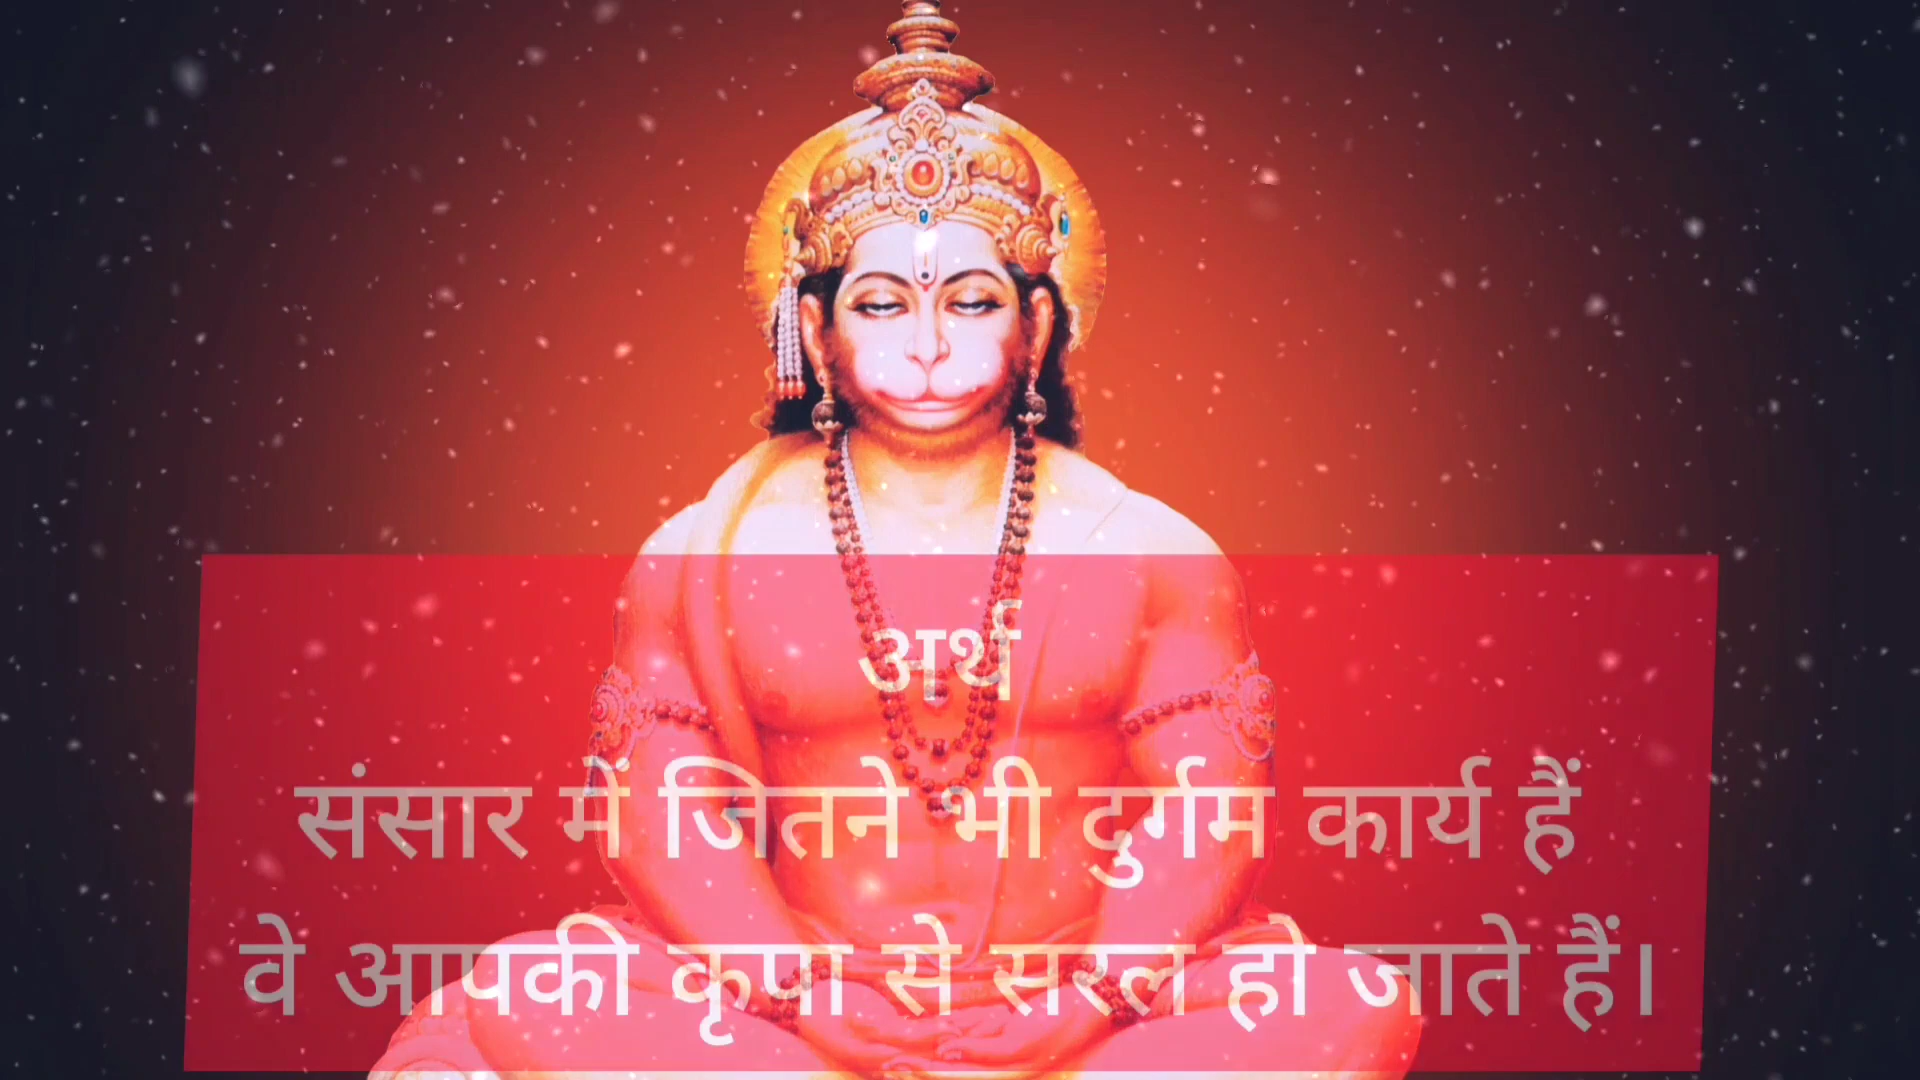 अर्थ
संसार में जितने भी दुर्गम कार्य हैं
वे आपकी कृपा से सरल हो जाते हैं।